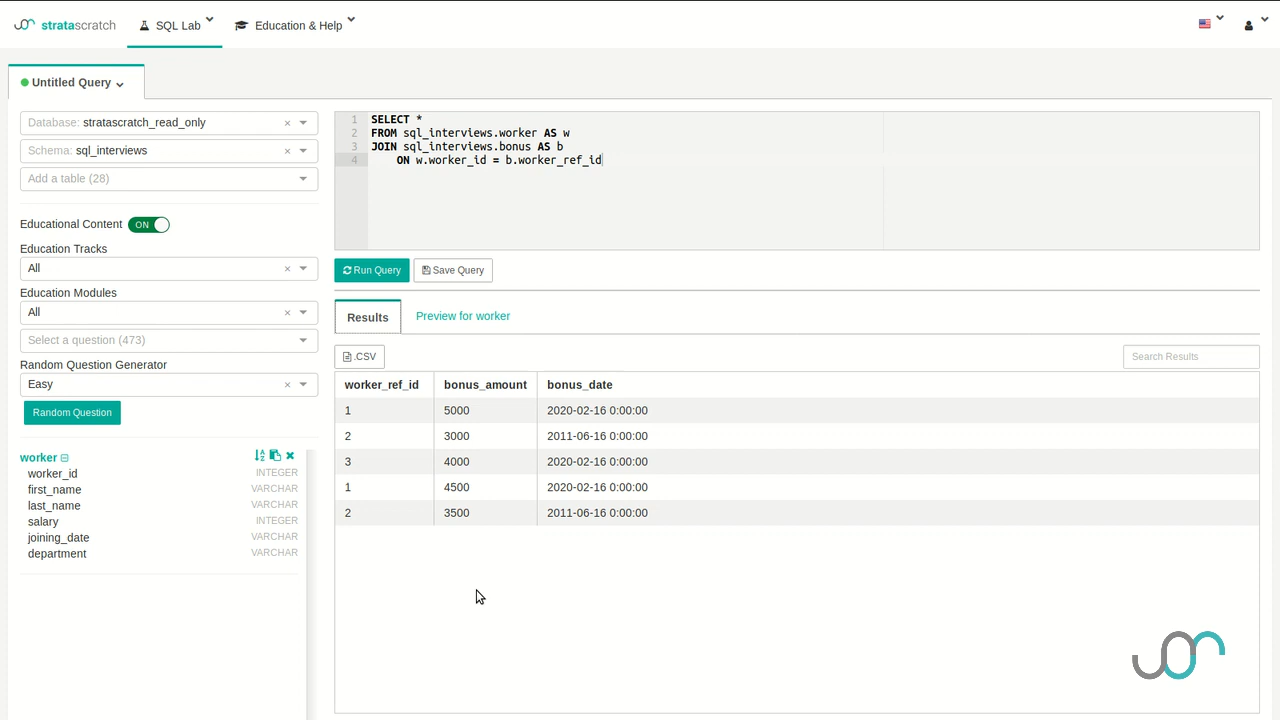 stratascratch
SQL Lab
Education & Help
Untitled Query
Database: stratascratch_read_only
Schema: sql_interviews
Add a table (28)
Educational Content ON
Education Tracks
All
Education Modules
All
Select a question (473)
Random Question Generator
Easy
Random Question
worker
worker_id INTEGER
first_name VARCHAR
last_name VARCHAR
salary INTEGER
joining_date VARCHAR
department VARCHAR
1 SELECT *
2 FROM sql_interviews.worker AS w
3 JOIN sql_interviews.bonus AS b
4 ON w.worker_id = b.worker_ref_id
Run Query Save Query
Results Preview for worker
.CSV Search Results
worker_ref_id bonus_amount bonus_date
1 5000 2020-02-16 0:00:00
2 3000 2011-06-16 0:00:00
3 4000 2020-02-16 0:00:00
1 4500 2020-02-16 0:00:00
2 3500 2011-06-16 0:00:00